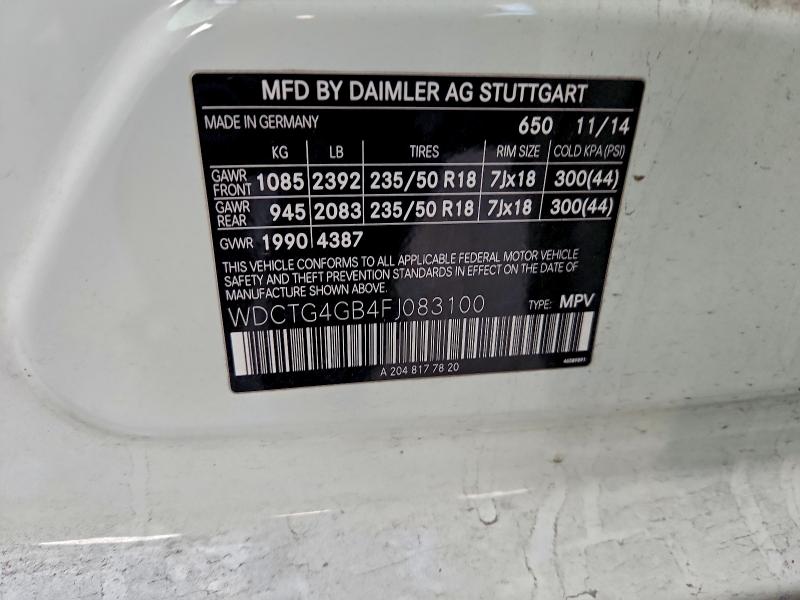 MFD BY DAIMLER AG STUTTGART
MADE IN GERMANY 650 11/14
KG LB TIRES RIM SIZE COLD KPA (PSI)
GAWR FRONT 1085 2392 235/50 R18 7Jx18 300(44)
GAWR REAR 945 2083 235/50 R18 7Jx18 300(44)
GVWR 1990 4387
THIS VEHICLE CONFORMS TO ALL APPLICABLE FEDERAL MOTOR VEHICLE
SAFETY AND THEFT PREVENTION STANDARDS IN EFFECT ON THE DATE OF
MANUFACTURE SHOWN ABOVE.
WDCTG4GB4FJ083100 TYPE: MPV
A 204 817 78 20